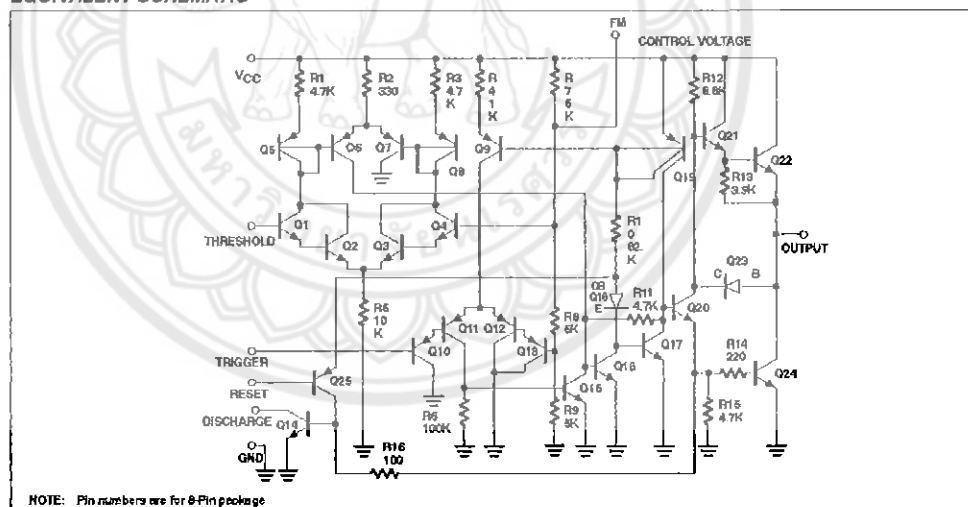 EQUIVALENT SCHEMATIC
FM
CONTROL VOLTAGE
VCC
R1
4.7K
R2
330
R3
4.7
K
R
4
1
K
R
7
5
K
R12
6.8K
Q5
Q6
Q7
Q8
Q9
Q19
Q21
Q22
R13
3.9K
Q1
Q2
Q3
Q4
THRESHOLD
R1
0
82
K
OUTPUT
Q23
C
B
CB
Q18
E
R11
4.7K
Q20
R5
10
K
Q11
Q12
R8
5K
Q10
Q13
Q17
R14
220
Q24
TRIGGER
RESET
Q25
Q16
Q15
DISCHARGE
Q14
R6
100K
R9
5K
R15
4.7K
GND
R16
100
NOTE: Pin numbers are for 8-Pin package